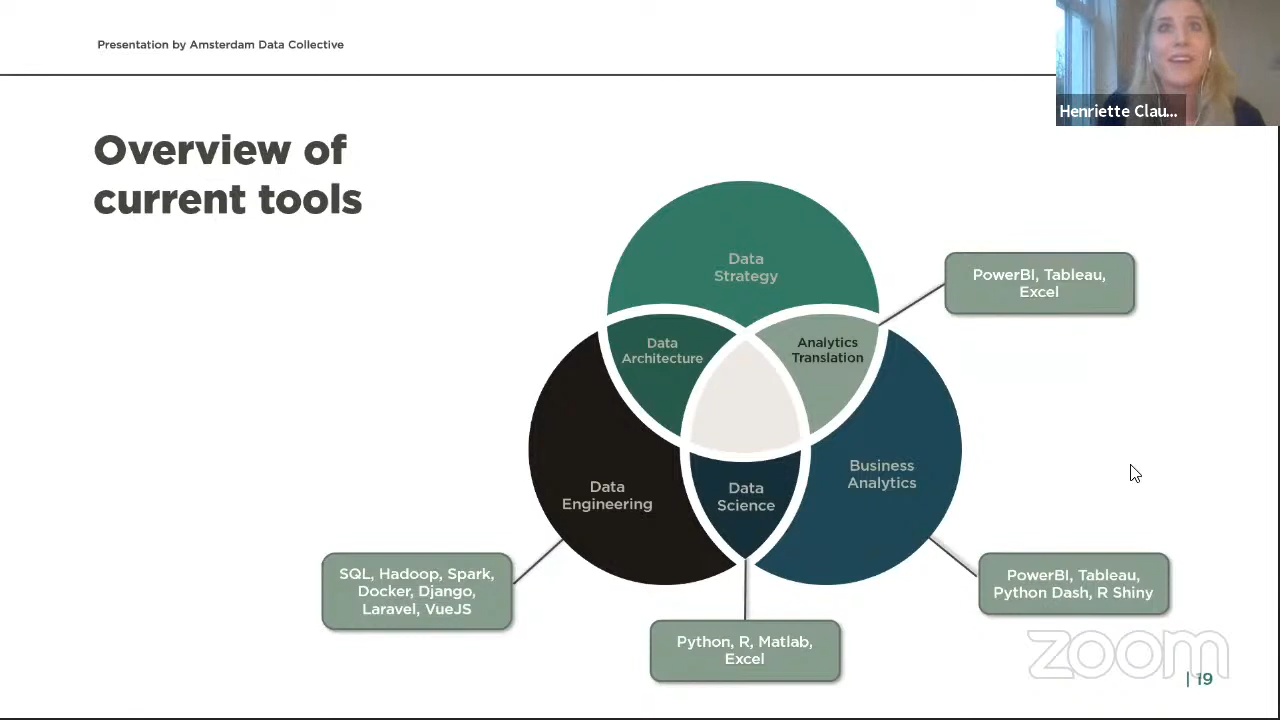 Presentation by Amsterdam Data Collective
Henriette Clau...
Overview of
current tools
Data
Strategy
PowerBI, Tableau,
Excel
Data
Architecture
Analytics
Translation
Data
Engineering
Data
Science
Business
Analytics
SQL, Hadoop, Spark,
Docker, Django,
Laravel, VueJS
Python, R, Matlab,
Excel
PowerBI, Tableau,
Python Dash, R Shiny
zoom
| 19